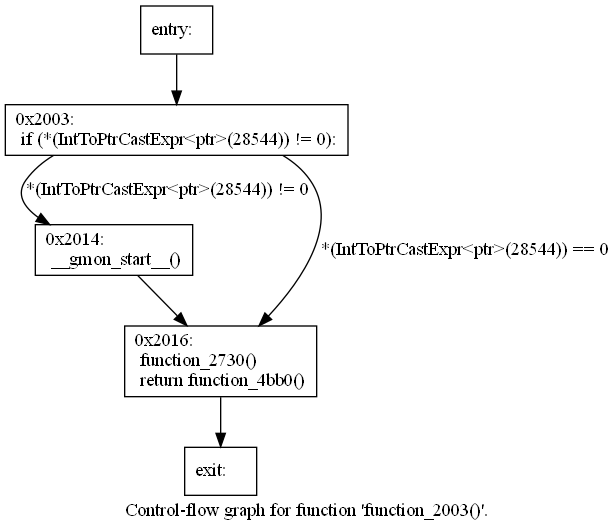 entry:
0x2003:
if (*(IntToPtrCastExpr<ptr>(28544)) != 0):
*(IntToPtrCastExpr<ptr>(28544)) != 0
0x2014:
__gmon_start__()
*(IntToPtrCastExpr<ptr>(28544)) == 0
0x2016:
function_2730()
return function_4bb0()
exit:
Control-flow graph for function 'function_2003()'.